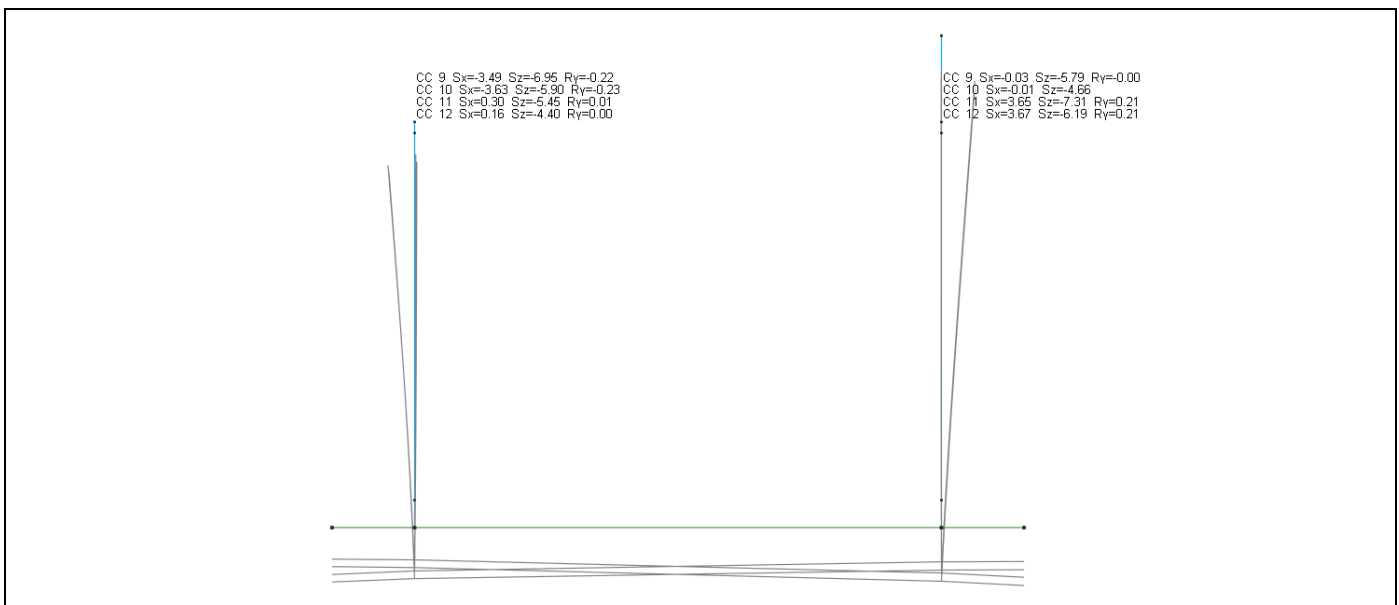 CC 9 Sx=-3.49 Sz=-6.95 Ry=-0.22
CC 10 Sx=-3.63 Sz=-5.90 Ry=-0.23
CC 11 Sx=0.30 Sz=-5.45 Ry=0.01
CC 12 Sx=0.16 Sz=-4.40 Ry=0.00
CC 9 Sx=-0.03 Sz=-5.79 Ry=-0.00
CC 10 Sx=-0.01 Sz=-4.66
CC 11 Sx=3.65 Sz=-7.31 Ry=0.21
CC 12 Sx=3.67 Sz=-6.19 Ry=0.21